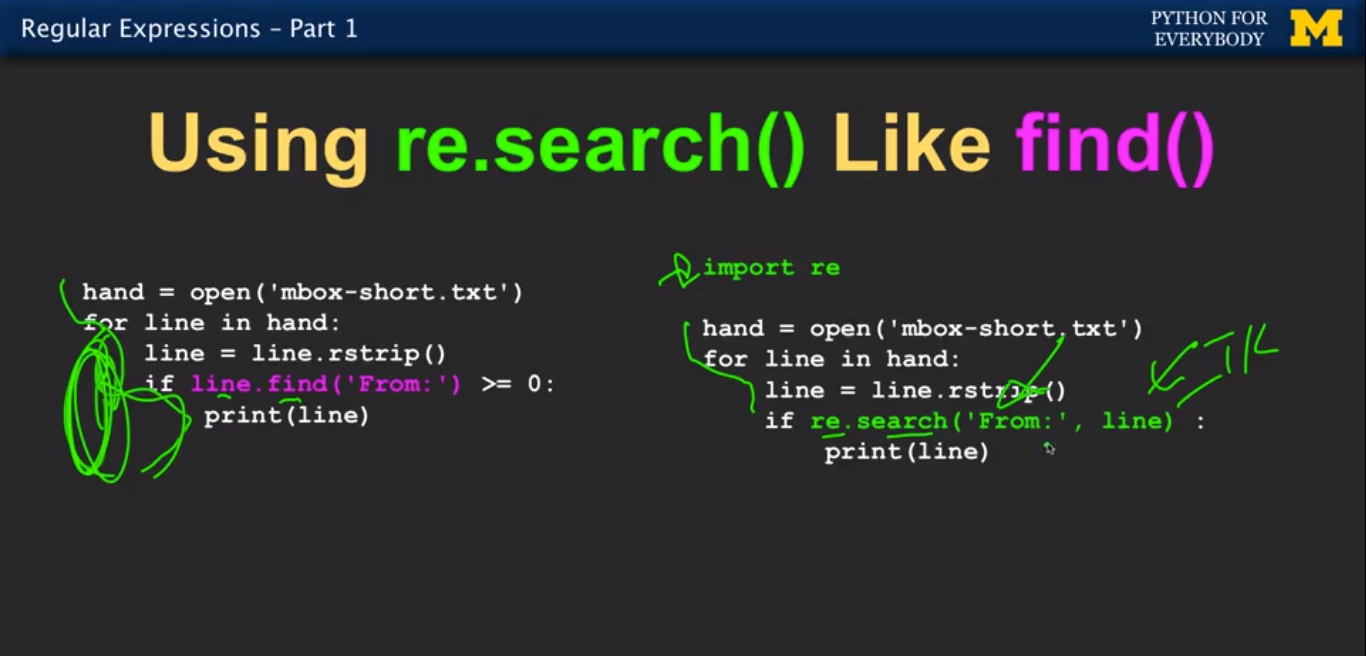 Regular Expressions – Part 1
PYTHON FOR
EVERYBODY
M
Using re.search() Like find()
hand = open('mbox-short.txt')
for line in hand:
    line = line.rstrip()
    if line.find('From:') >= 0:
        print(line)
import re
hand = open('mbox-short.txt')
for line in hand:
    line = line.rstrip()
    if re.search('From:', line) :
        print(line)